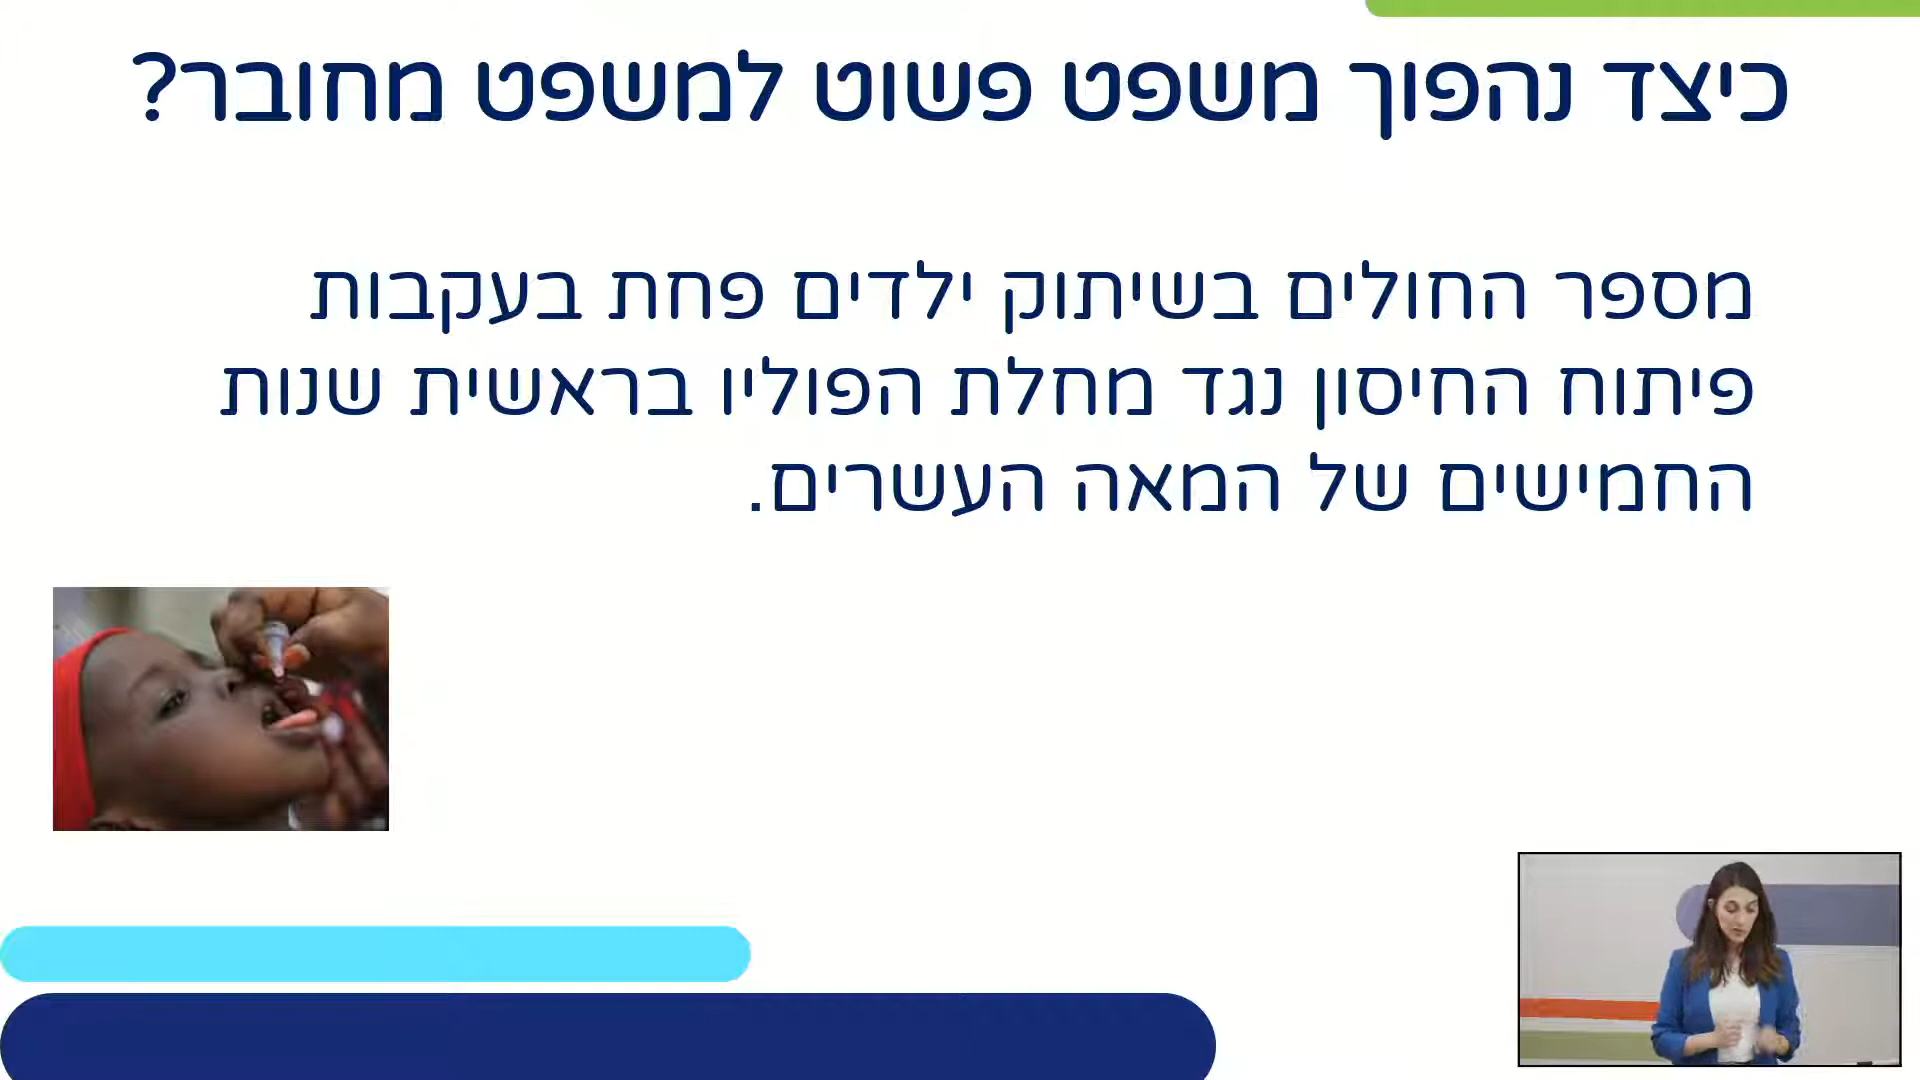 כיצד נהפוך משפט פשוט למשפט מחובר?
מספר החולים בשיתוק ילדים פחת בעקבות
פיתוח החיסון נגד מחלת הפוליו בראשית שנות
החמישים של המאה העשרים.